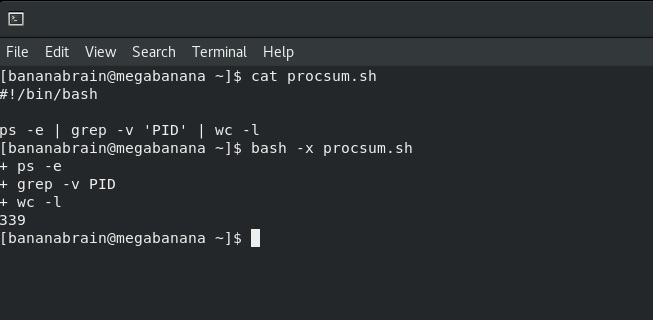 File Edit View Search Terminal Help
[bananabrain@megabanana ~]$ cat procsum.sh
#!/bin/bash
ps -e | grep -v 'PID' | wc -l
[bananabrain@megabanana ~]$ bash -x procsum.sh
+ ps -e
+ grep -v PID
+ wc -l
339
[bananabrain@megabanana ~]$